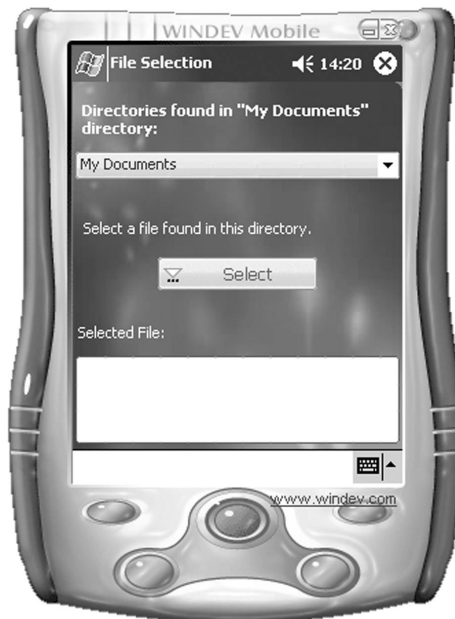 WINDEV Mobile
File Selection 14:20
Directories found in "My Documents"
directory:
My Documents
Select a file found in this directory.
Select
Selected File:
www.windev.com